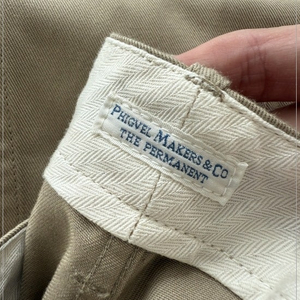 PHIGVEL MAKERS & CO
THE PERMANENT